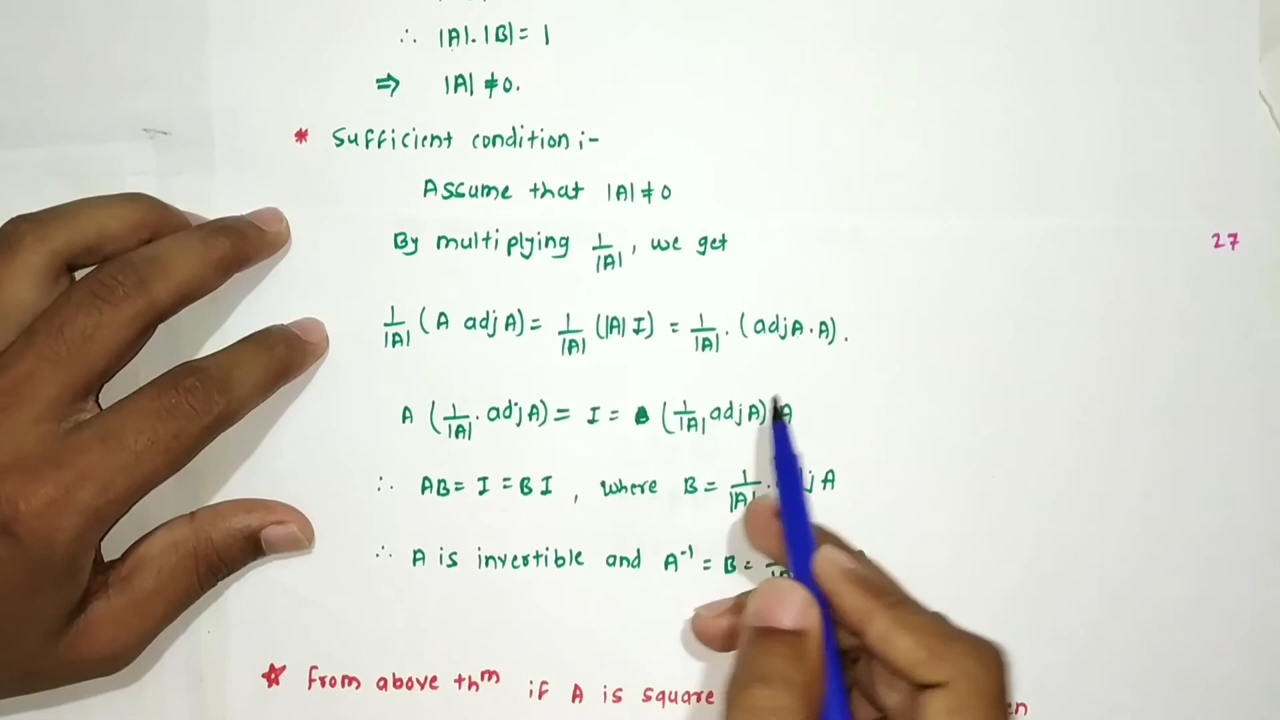 ∴ |A|.|B| = 1
⇒ |A| ≠ 0.
* Sufficient condition :-
Assume that |A| ≠ 0
By multiplying 1/|A|, we get
27
1/|A| (A adj A) = 1/|A| (|A| I) = 1/|A| . (adj A . A).
A (1/|A| . adj A) = I = (1/|A| adj A) A
∴ AB = I = B I , where B = 1/|A| . adj A
∴ A is invertible and A⁻¹ = B =
☆ From above thm if A is square